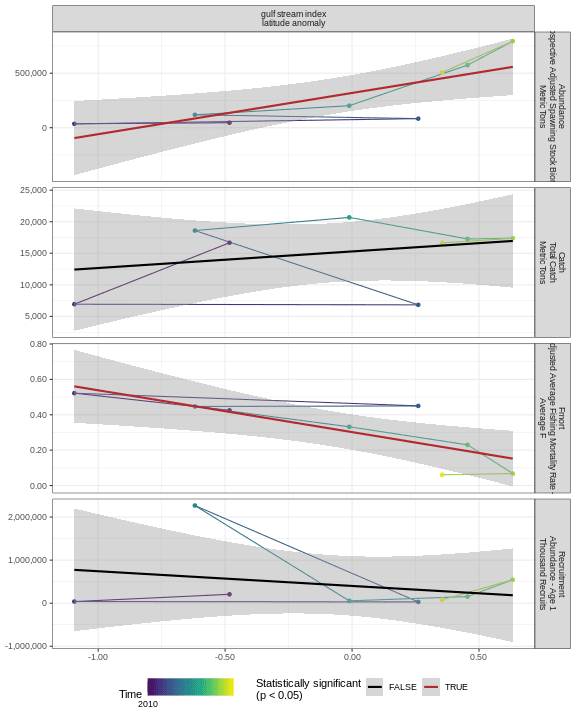 gulf stream index
latitude anomaly
500,000
0
Abundance
Adjusted Spawning Stock
Metric Tons
25,000
20,000
15,000
10,000
5,000
Catch
Total Catch
Metric Tons
0.80
0.60
0.40
0.20
0.00
Fmort
Average Fishing Mortality Rate -
Average F
2,000,000
1,000,000
0
-1,000,000
Recruitment
Abundance - Age 1
Thousand Recruits
-1.00
-0.50
0.00
0.50
Time
2010
Statistically significant
(p < 0.05)
FALSE
TRUE